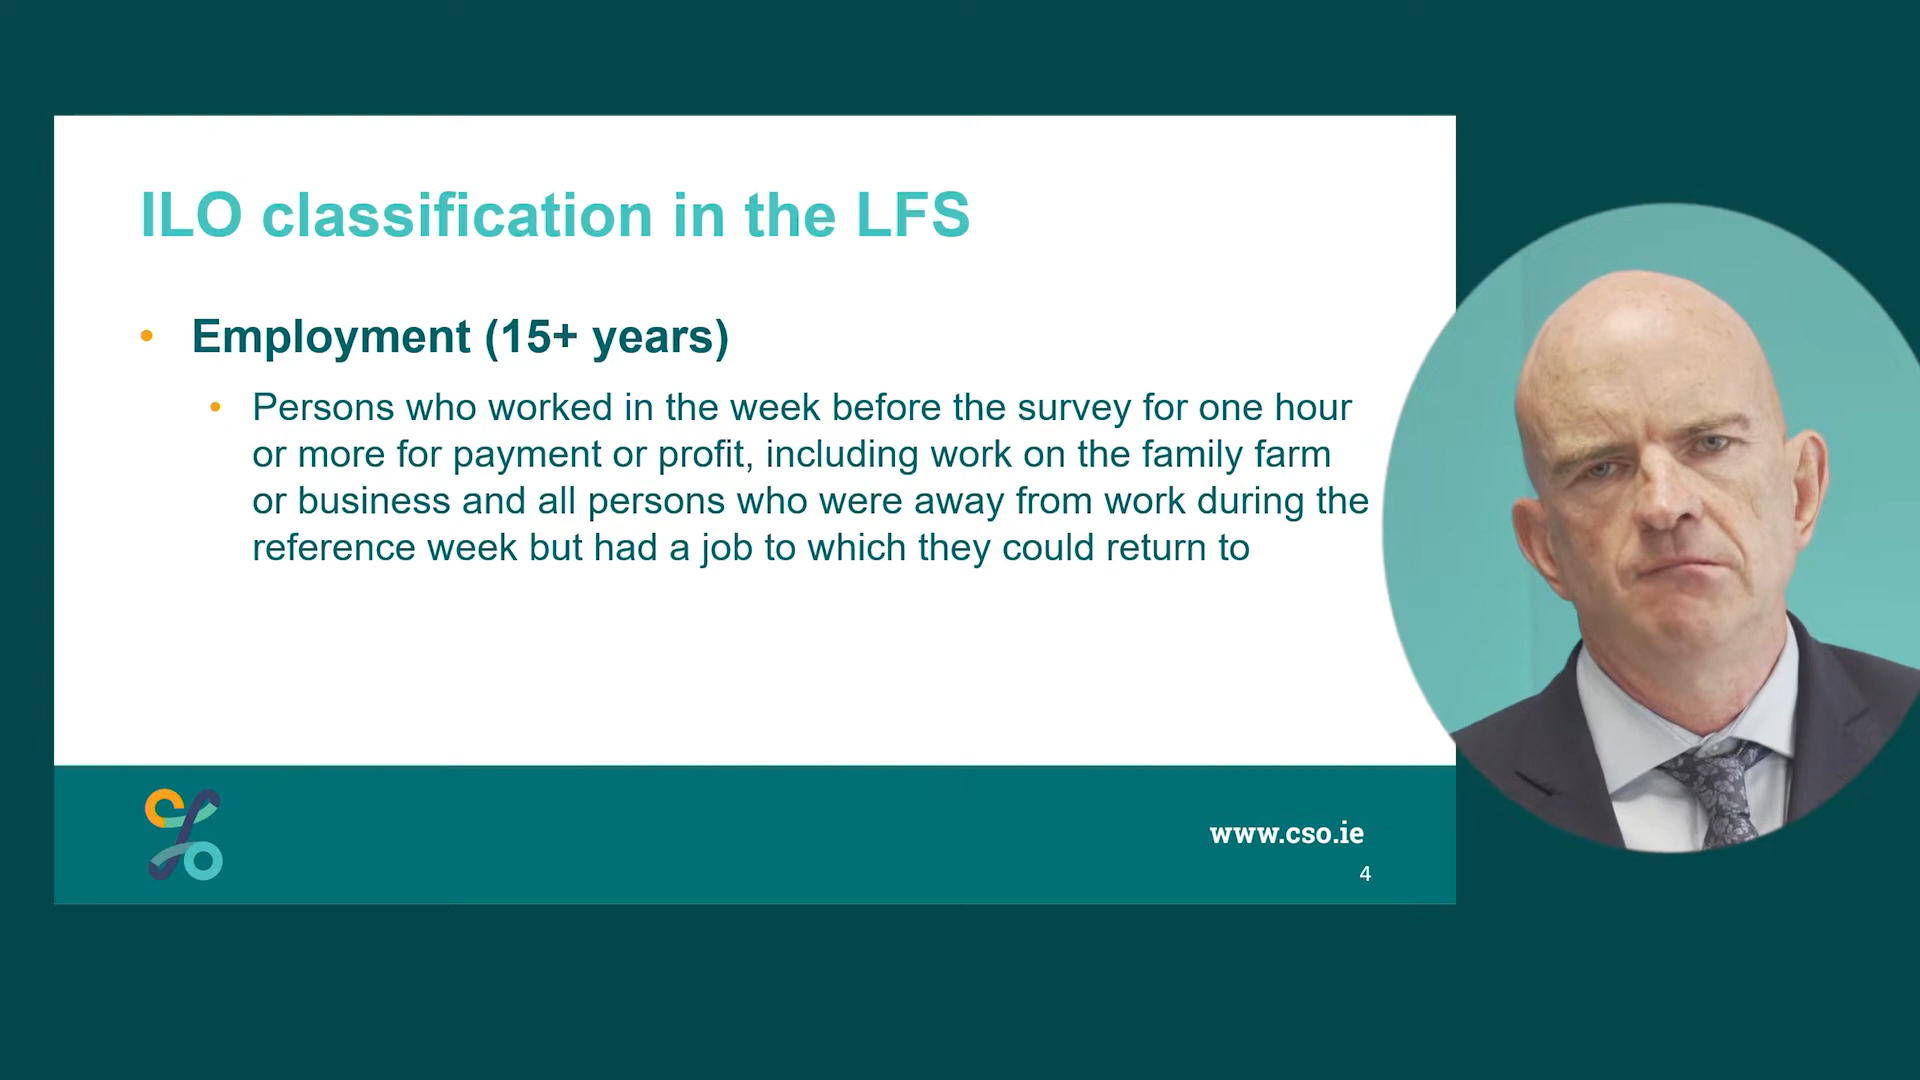 ILO classification in the LFS
• Employment (15+ years)
• Persons who worked in the week before the survey for one hour
or more for payment or profit, including work on the family farm
or business and all persons who were away from work during the
reference week but had a job to which they could return to
www.cso.ie
4